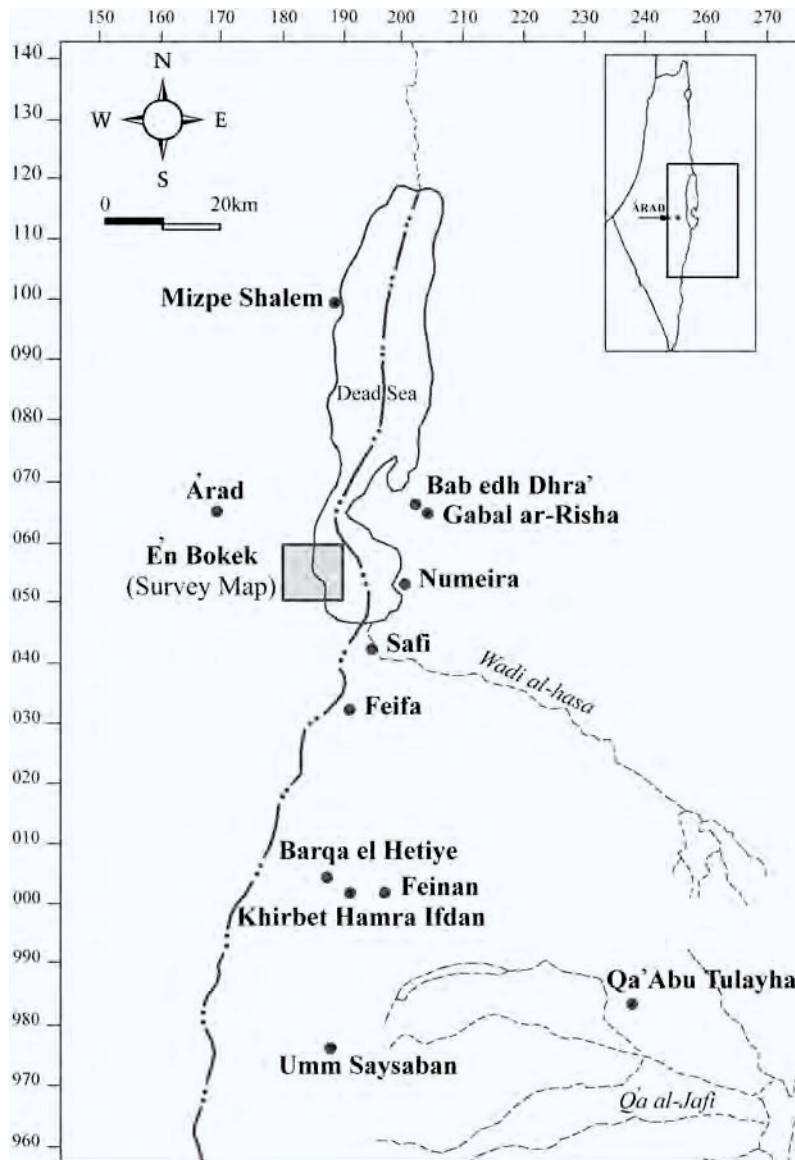 150 160 170 180 190 200 210 220 230 240 250 260 270
140
130
120
110
100
090
080
070
060
050
040
030
020
010
000
990
980
970
960
N
W E
S
0 20km
ARAD
Mizpe Shalem
Dead Sea
Arad
Bab edh Dhra’
Gabal ar-Risha
E’n Bokek
(Survey Map)
Numeira
Safi
Wadi al-hasa
Feifa
Barqa el Hetiye
Feinan
Khirbet Hamra Ifdan
Qa’Abu Tulayha
Umm Saysaban
Qa al-Jafi